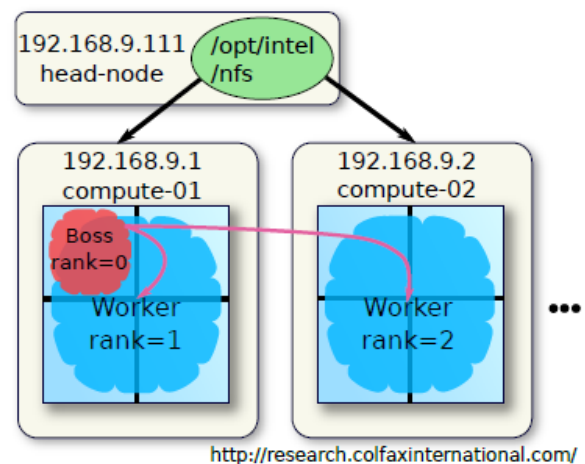 192.168.9.111
head-node
/opt/intel
/nfs
192.168.9.1
compute-01
Boss
rank=0
Worker
rank=1
192.168.9.2
compute-02
Worker
rank=2
...
http://research.colfaxinternational.com/